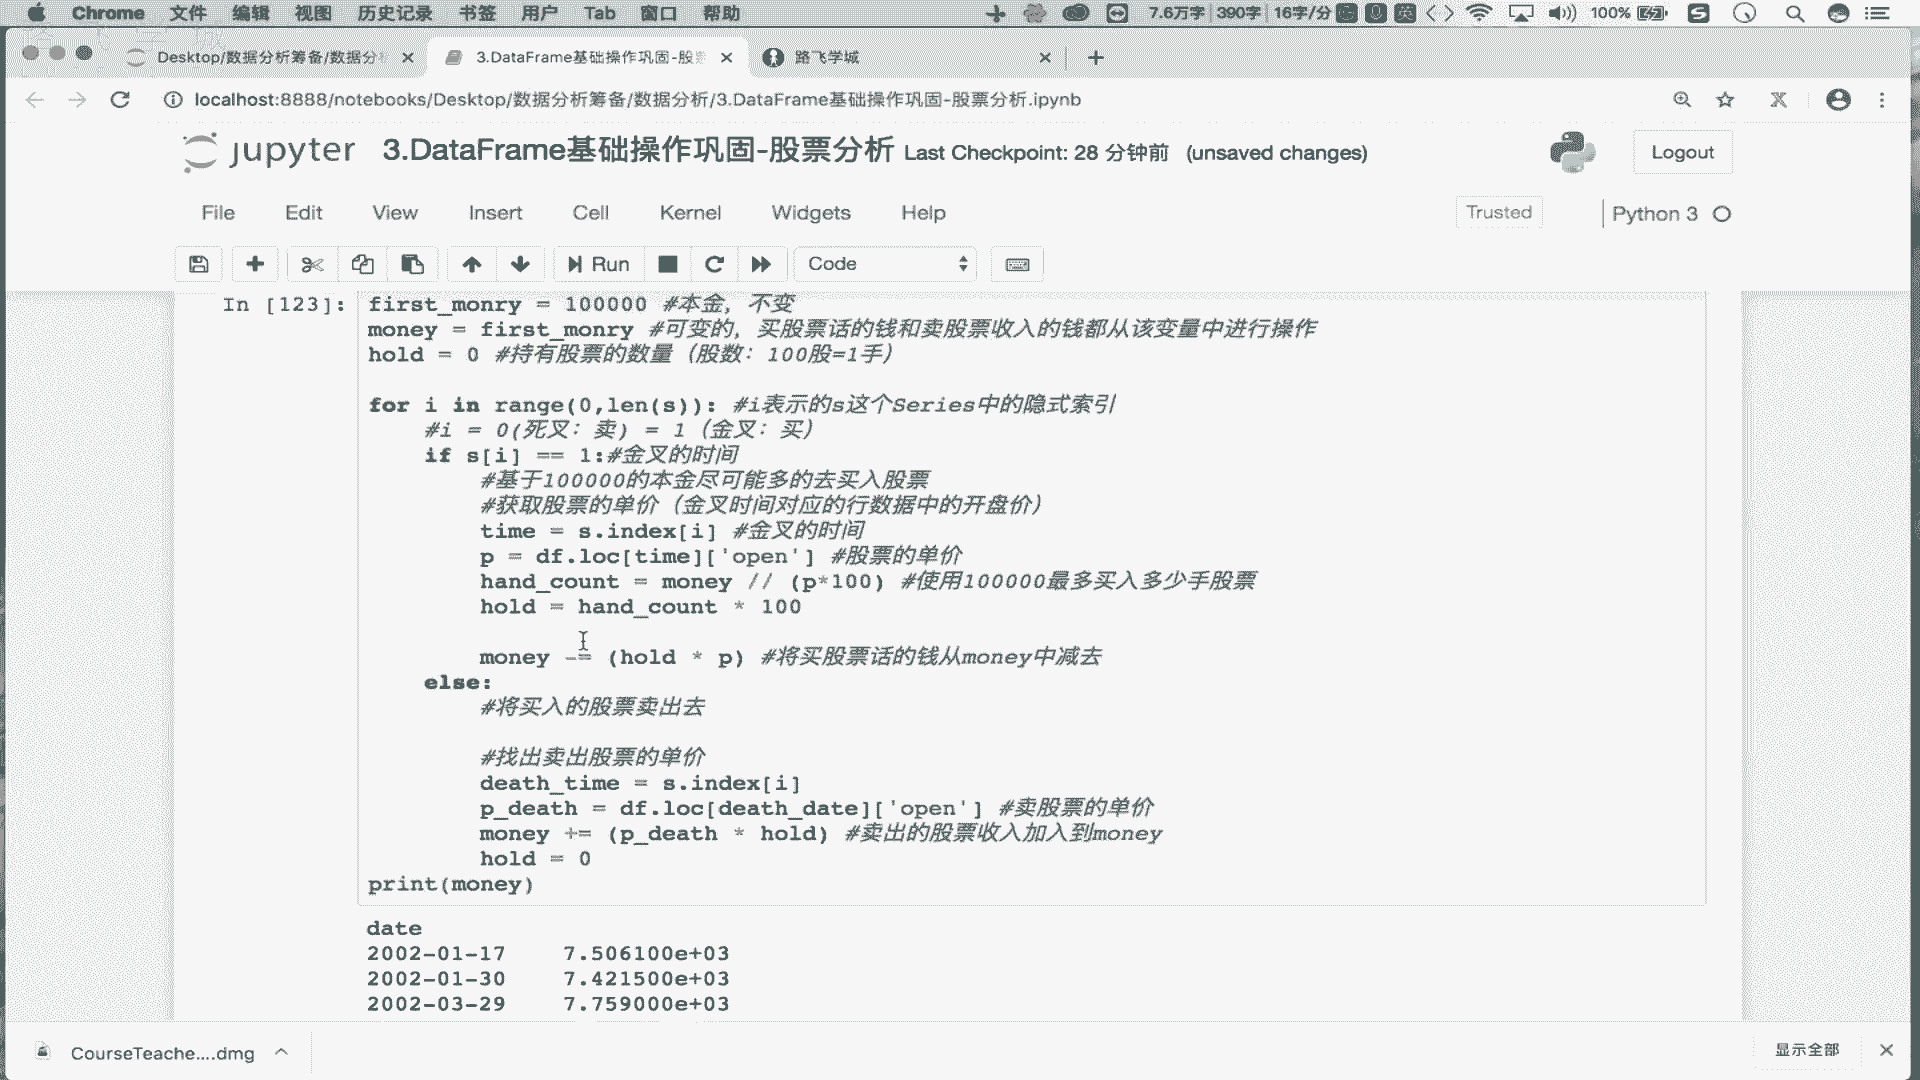 Chrome 文件 编辑 视图 历史记录 书签 用户 Tab 窗口 帮助 7.6万字 390字 16字/分 英 100%
Desktop/数据分析筹备/数据分析 3.DataFrame基础操作巩固-股票 路飞学城
localhost:8888/notebooks/Desktop/数据分析筹备/数据分析/3.DataFrame基础操作巩固-股票分析.ipynb
jupyter 3.DataFrame基础操作巩固-股票分析 Last Checkpoint: 28 分钟前 (unsaved changes) Logout
File Edit View Insert Cell Kernel Widgets Help Trusted Python 3
Run Code
In [123]: first_monry = 100000 #本金，不变
money = first_monry #可变的，买股票话的钱和卖股票收入的钱都从该变量中进行操作
hold = 0 #持有股票的数量（股数：100股=1手）
for i in range(0,len(s)): #i表示的s这个Series中的隐式索引
#i = 0(死叉：卖) = 1（金叉：买）
if s[i] == 1:#金叉的时间
#基于100000的本金尽可能多的去买入股票
#获取股票的单价（金叉时间对应的行数据中的开盘价）
time = s.index[i] #金叉的时间
p = df.loc[time]['open'] #股票的单价
hand_count = money // (p*100) #使用100000最多买入多少手股票
hold = hand_count * 100
money -= (hold * p) #将买股票话的钱从money中减去
else:
#将买入的股票卖出去
#找出卖出股票的单价
death_time = s.index[i]
p_death = df.loc[death_date]['open'] #卖股票的单价
money += (p_death * hold) #卖出的股票收入加入到money
hold = 0
print(money)
date
2002-01-17 7.506100e+03
2002-01-30 7.421500e+03
2002-03-29 7.759000e+03
CourseTeache....dmg 显示全部